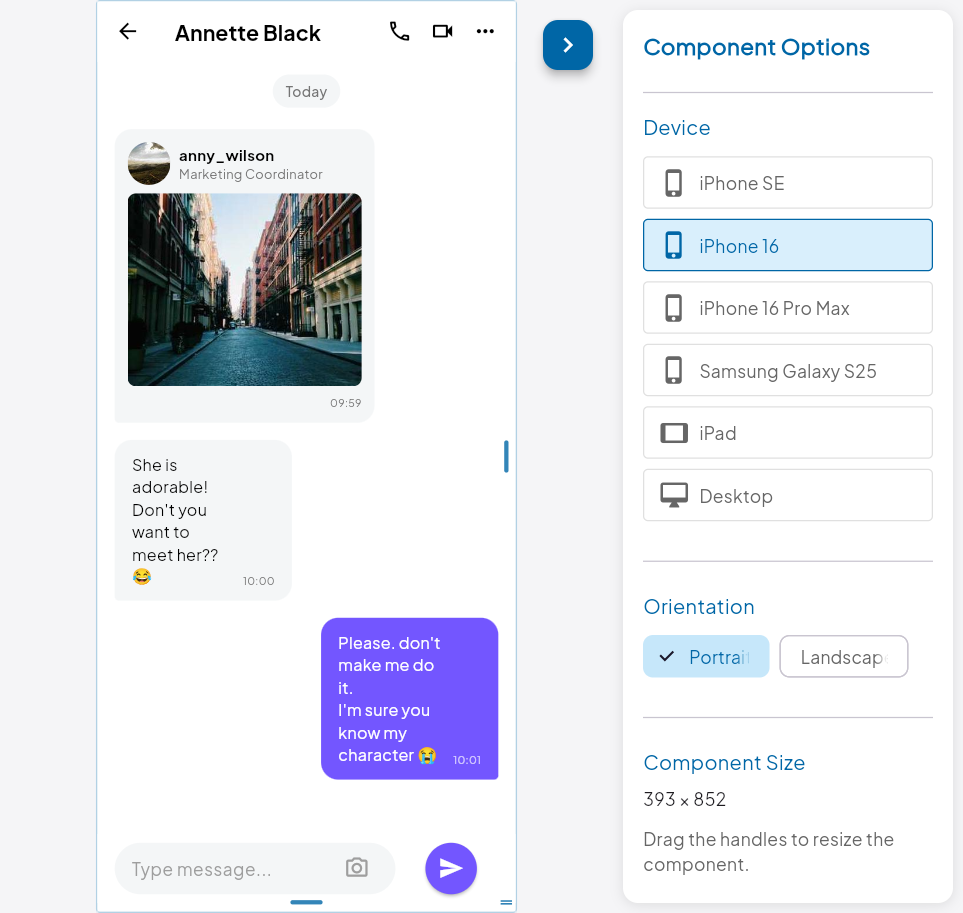 Annette Black
Today
anny_wilson
Marketing Coordinator
09:59
She is
adorable!
Don't you
want to
meet her??
😂
10:00
Please. don't
make me do
it.
I'm sure you
know my
character 😭
10:01
Type message...
Component Options
Device
iPhone SE
iPhone 16
iPhone 16 Pro Max
Samsung Galaxy S25
iPad
Desktop
Orientation
Portrait
Landscap
Component Size
393 × 852
Drag the handles to resize the
component.